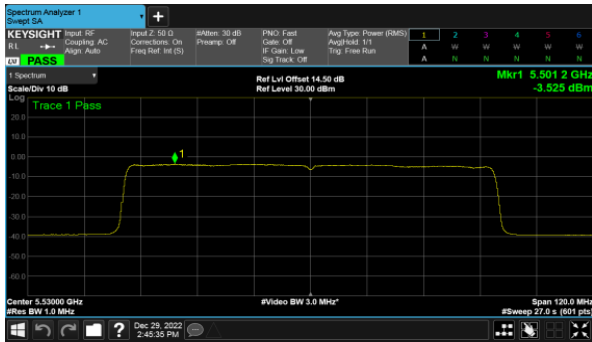 Spectrum Analyzer 1
Swept SA
+
KEYSIGHT
RL
LVI PASS
Input: RF
Coupling: AC
Align: Auto
Input Z: 50 Ω
Corrections: On
Freq Ref: Int (S)
#Atten: 30 dB
Preamp: Off
PNO: Fast
Gate: Off
IF Gain: Low
Sig Track: Off
Avg Type: Power (RMS)
Avg|Hold: 1/1
Trig: Free Run
1 2 3 4 5 6
A W W W W W
A N N N N N
1 Spectrum
Scale/Div 10 dB
Ref Lvl Offset 14.50 dB
Ref Level 30.00 dBm
Mkr1 5.501 2 GHz
-3.525 dBm
Log
Trace 1 Pass
20.0
10.0
0.00
1
-10.0
-20.0
-30.0
-40.0
-50.0
-60.0
Center 5.53000 GHz
#Res BW 1.0 MHz
#Video BW 3.0 MHz*
Span 120.0 MHz
#Sweep 27.0 s (601 pts)
?
Dec 29, 2022
2:45:35 PM